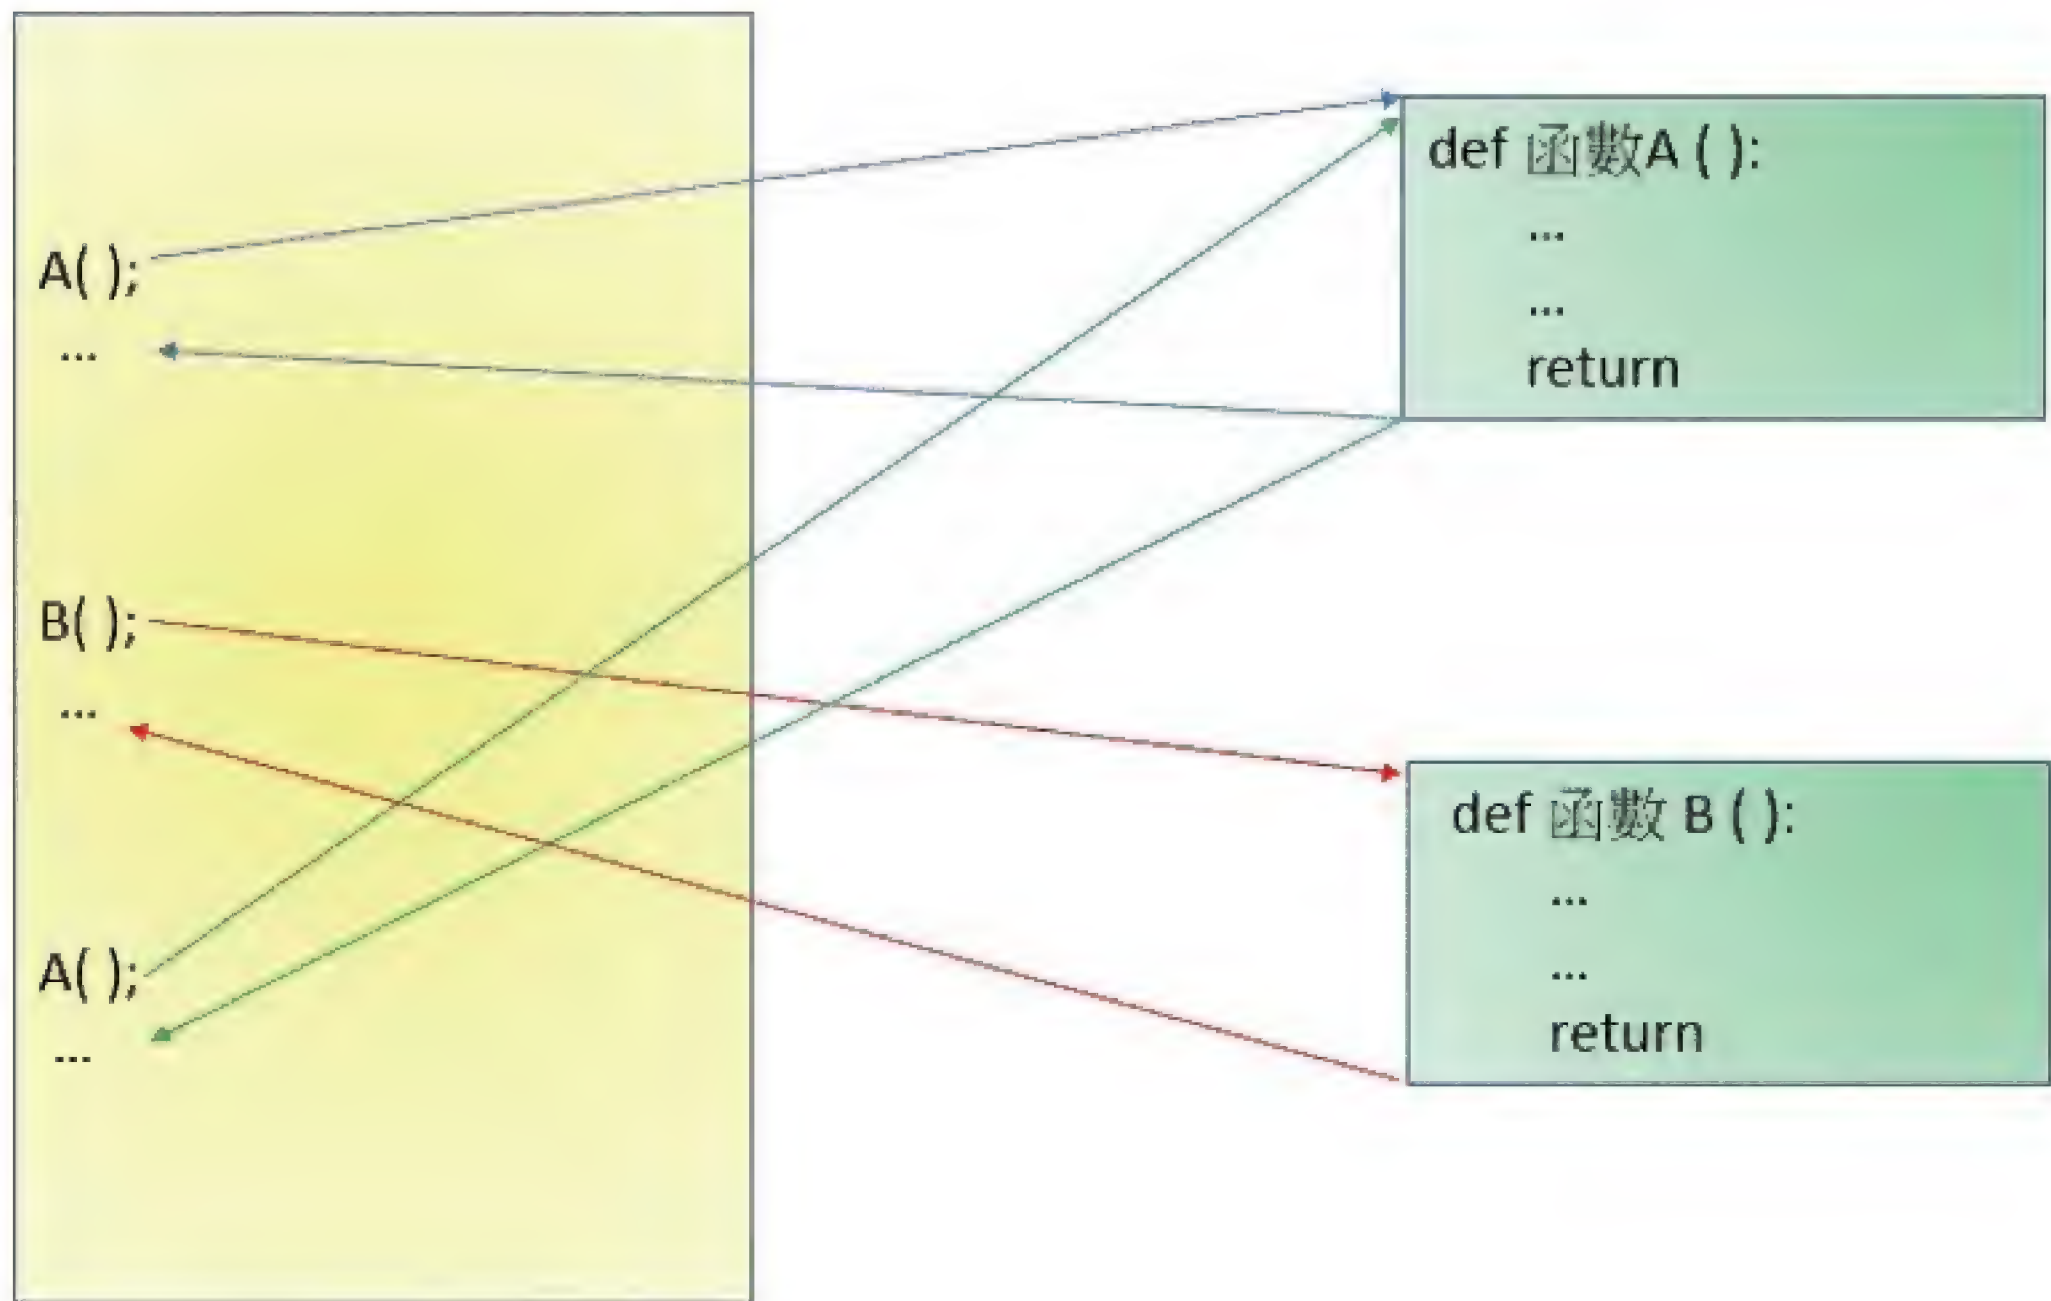 A( );
...
B( );
...
A( );
...
def 函數A ( ):
...
...
return
def 函數 B ( ):
...
...
return